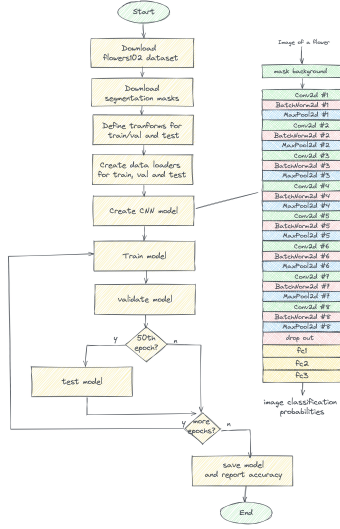 Start
Download
flowers102 dataset
Download
segmentation masks
Define tranforms for
train/val and test
Create data loaders
for train, val and test
Create CNN model
Train model
validate model
50th
epoch?
y
n
test model
more
epochs?
y
n
save model
and report accuracy
End
Image of a flower
mask background
Conv2d #1
BatchNorm2d #1
MaxPool2d #1
Conv2d #2
BatchNorm2d #2
MaxPool2d #2
Conv2d #3
BatchNorm2d #3
MaxPool2d #3
Conv2d #4
BatchNorm2d #4
MaxPool2d #4
Conv2d #5
BatchNorm2d #5
MaxPool2d #5
Conv2d #6
BatchNorm2d #6
MaxPool2d #6
Conv2d #7
BatchNorm2d #7
MaxPool2d #7
Conv2d #8
BatchNorm2d #8
MaxPool2d #8
drop out
fc1
fc2
fc3
image classification
probabilities